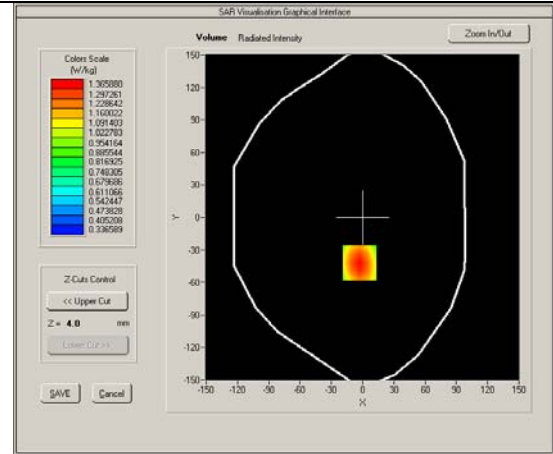 SAR Visualisation Graphical Interface
Volume Radiated Intensity
Zoom In/Out
Colors Scale
(W/kg)
1.365880
1.297261
1.228642
1.160022
1.091403
1.022783
0.954164
0.885544
0.816925
0.748305
0.679686
0.611066
0.542447
0.473828
0.405208
0.336589
Z-Cuts Control
<< Upper Cut
Z = 4.0 mm
Lower Cut >>
SAVE Cancel
150
120
90
60
30
0
-30
-60
-90
-120
-150
Y
-150 -120 -90 -60 -30 0 30 60 90 120 150
X